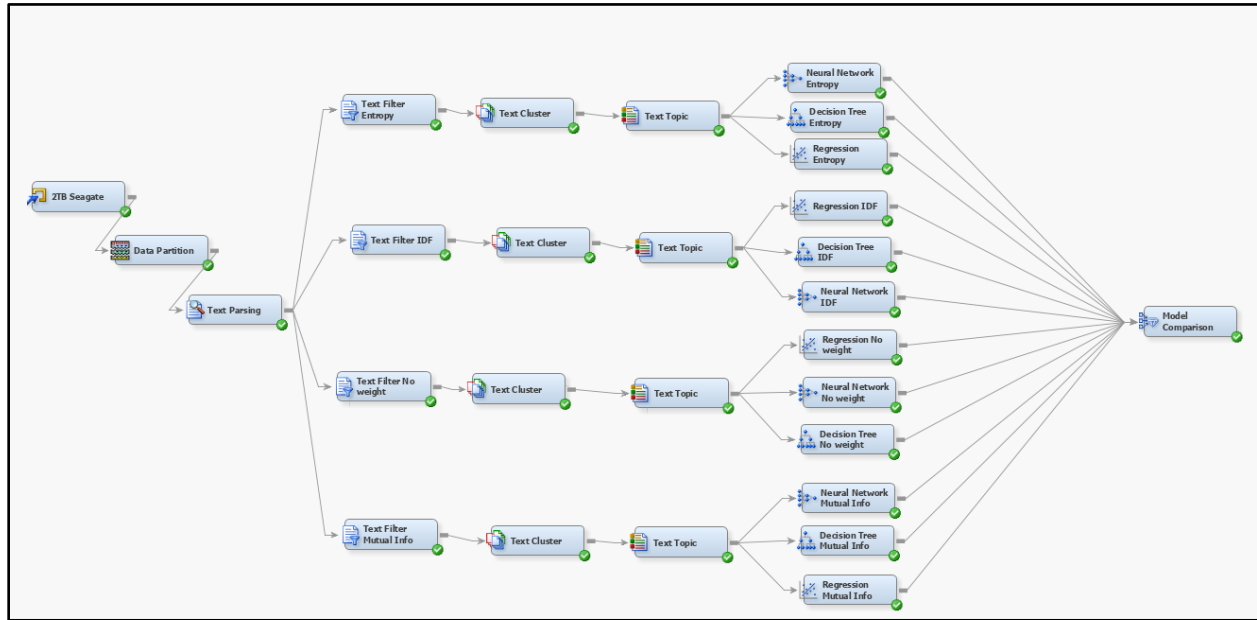 2TB Seagate
Data Partition
Text Parsing
Text Filter
Entropy
Text Cluster
Text Topic
Neural Network
Entropy
Decision Tree
Entropy
Regression
Entropy
Text Filter IDF
Text Cluster
Text Topic
Regression IDF
Decision Tree
IDF
Neural Network
IDF
Text Filter No
weight
Text Cluster
Text Topic
Regression No
weight
Neural Network
No weight
Decision Tree
No weight
Text Filter
Mutual Info
Text Cluster
Text Topic
Neural Network
Mutual Info
Decision Tree
Mutual Info
Regression
Mutual Info
Model
Comparison